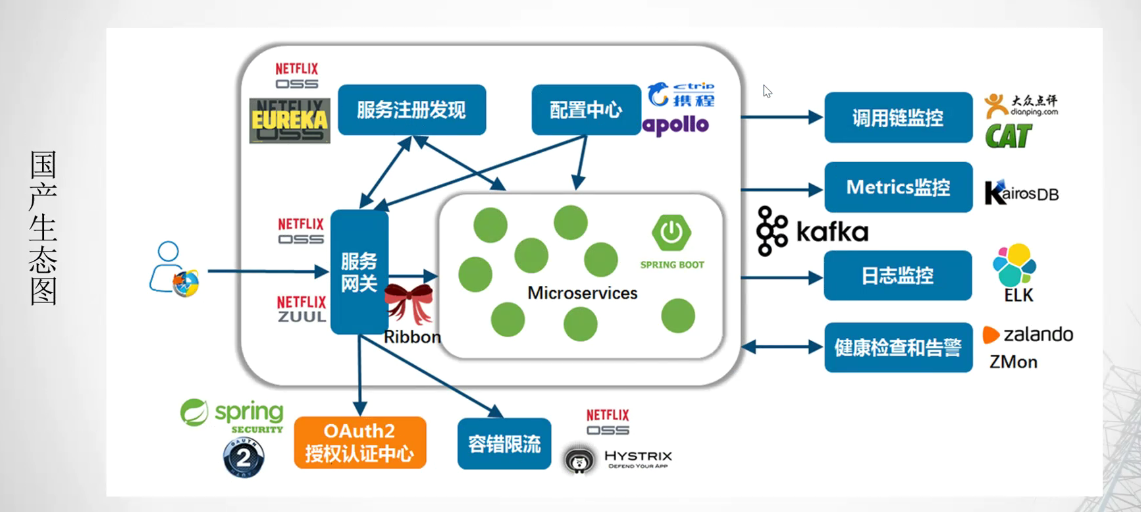 国产生态图
NETFLIX
OSS
NETFLIX
EUREKA
OSS
服务注册发现
配置中心
ctrip
携程
apollo
调用链监控
大众点评
dianping.com
CAT
Metrics监控
KairosDB
kafka
NETFLIX
OSS
服务
网关
NETFLIX
ZUUL
Ribbon
SPRING BOOT
Microservices
日志监控
ELK
健康检查和告警
zalando
ZMon
spring
SECURITY
OAUTH
2
OAuth2
授权认证中心
容错限流
NETFLIX
OSS
HYSTRIX
DEFEND YOUR APP